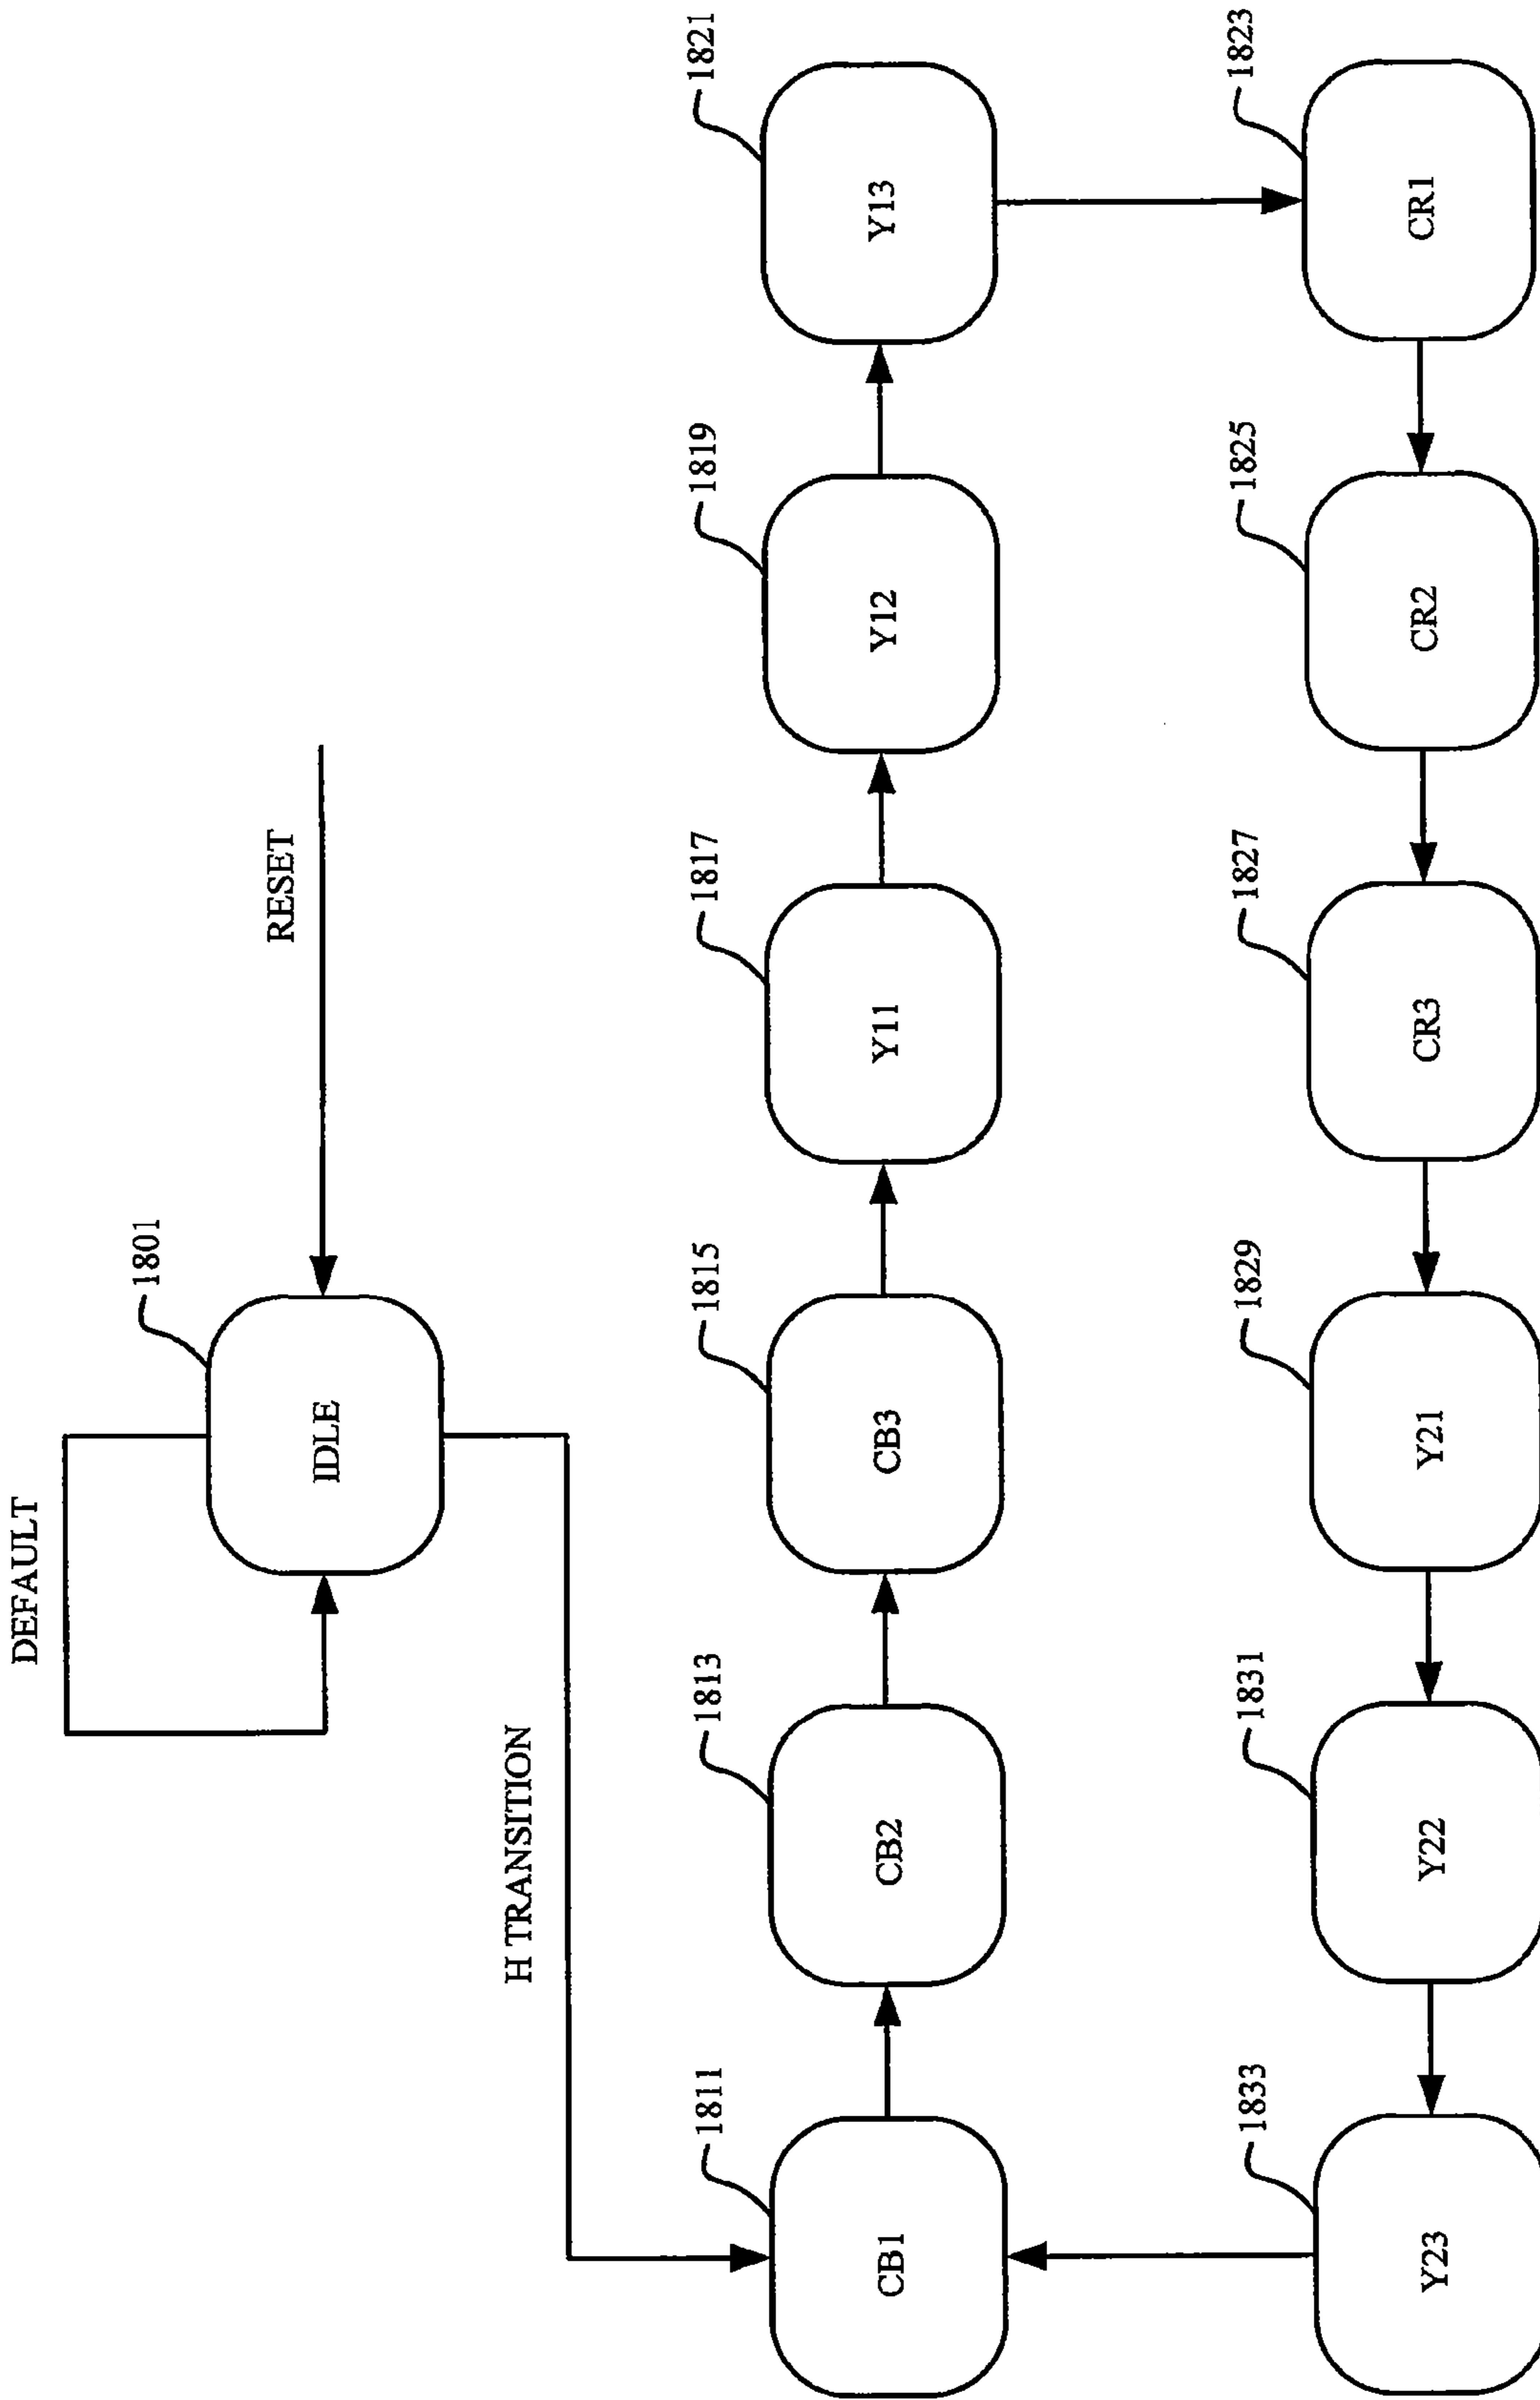 DEFAULT
1801
IDLE
RESET
H TRANSITION
1811
CB1
1813
CB2
1815
CB3
1817
Y11
1819
Y12
1821
Y13
1823
CR1
1825
CR2
1827
CR3
1829
Y21
1831
Y22
1833
Y23